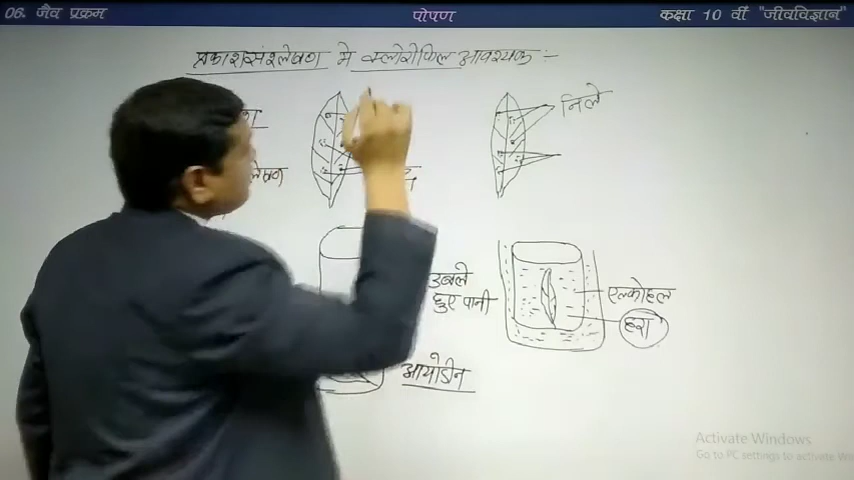 06. जैव प्रक्रम
पोषण
कक्षा 10 वीं "जीवविज्ञान"
प्रकाशसंश्लेषण मे क्लोरोफिल आवश्यक:-
निले
उबले
हुए पानी
एल्कोहल
हरा
आयोडीन
Activate Windows
Go to PC settings to activate Win